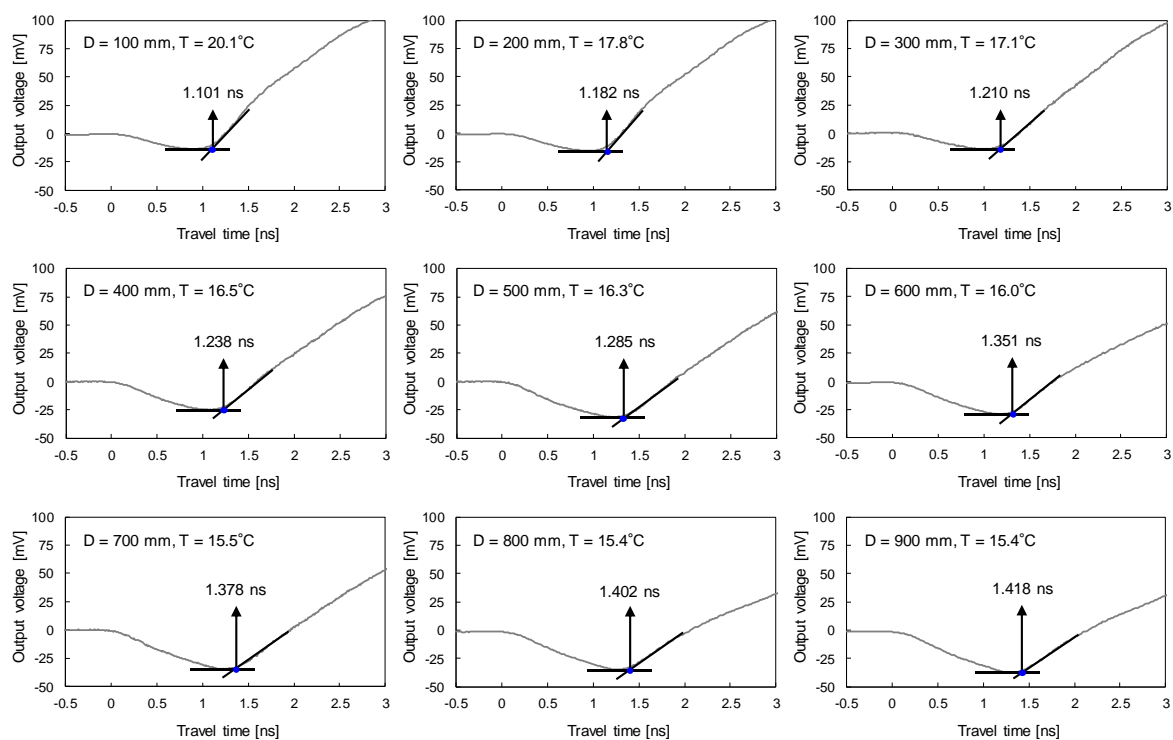 D = 100 mm, T = 20.1°C
1.101 ns
Output voltage [mV]
100
75
50
25
0
-25
-50
-0.5 0 0.5 1 1.5 2 2.5 3
Travel time [ns]
D = 200 mm, T = 17.8°C
1.182 ns
Output voltage [mV]
100
75
50
25
0
-25
-50
-0.5 0 0.5 1 1.5 2 2.5 3
Travel time [ns]
D = 300 mm, T = 17.1°C
1.210 ns
Output voltage [mV]
100
75
50
25
0
-25
-50
-0.5 0 0.5 1 1.5 2 2.5 3
Travel time [ns]
D = 400 mm, T = 16.5°C
1.238 ns
Output voltage [mV]
100
75
50
25
0
-25
-50
-0.5 0 0.5 1 1.5 2 2.5 3
Travel time [ns]
D = 500 mm, T = 16.3°C
1.285 ns
Output voltage [mV]
100
75
50
25
0
-25
-50
-0.5 0 0.5 1 1.5 2 2.5 3
Travel time [ns]
D = 600 mm, T = 16.0°C
1.351 ns
Output voltage [mV]
100
75
50
25
0
-25
-50
-0.5 0 0.5 1 1.5 2 2.5 3
Travel time [ns]
D = 700 mm, T = 15.5°C
1.378 ns
Output voltage [mV]
100
75
50
25
0
-25
-50
-0.5 0 0.5 1 1.5 2 2.5 3
Travel time [ns]
D = 800 mm, T = 15.4°C
1.402 ns
Output voltage [mV]
100
75
50
25
0
-25
-50
-0.5 0 0.5 1 1.5 2 2.5 3
Travel time [ns]
D = 900 mm, T = 15.4°C
1.418 ns
Output voltage [mV]
100
75
50
25
0
-25
-50
-0.5 0 0.5 1 1.5 2 2.5 3
Travel time [ns]